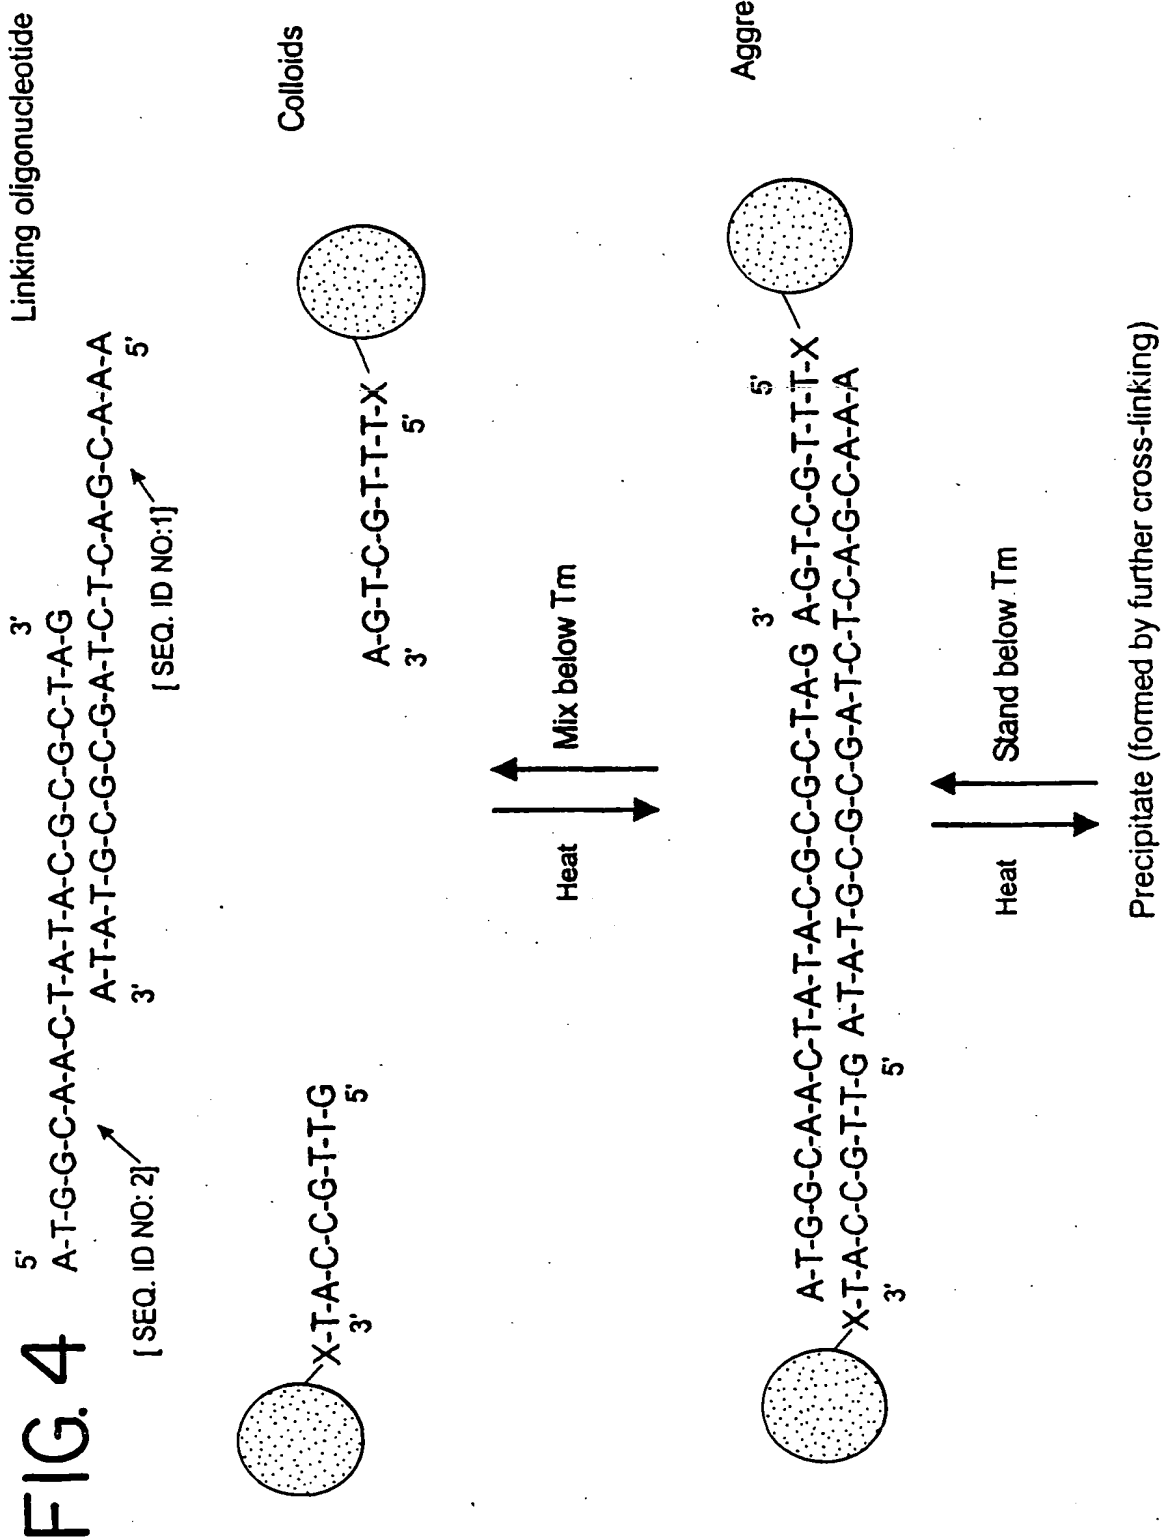 FIG. 4
Linking oligonucleotide
5' 3'
A-T-G-G-C-A-A-C-T-A-T-A-C-G-C-G-C-T-A-G
A-T-A-T-G-C-G-C-G-A-T-C-T-C-A-G-C-A-A-A
3' 5'
[SEQ. ID NO: 2]
[SEQ. ID NO:1]
Colloids
X-T-A-C-C-G-T-T-G
3' 5'
A-G-T-C-G-T-T-T-X
3' 5'
Heat
Mix below Tm
Aggre
3' 5'
A-T-G-G-C-A-A-C-T-A-T-A-C-G-C-G-C-T-A-G A-G-T-C-G-T-T-T-X
X-T-A-C-C-G-T-T-G A-T-A-T-G-C-G-C-G-A-T-C-T-C-A-G-C-A-A-A
3' 5'
Heat
Stand below Tm
Precipitate (formed by further cross-linking)